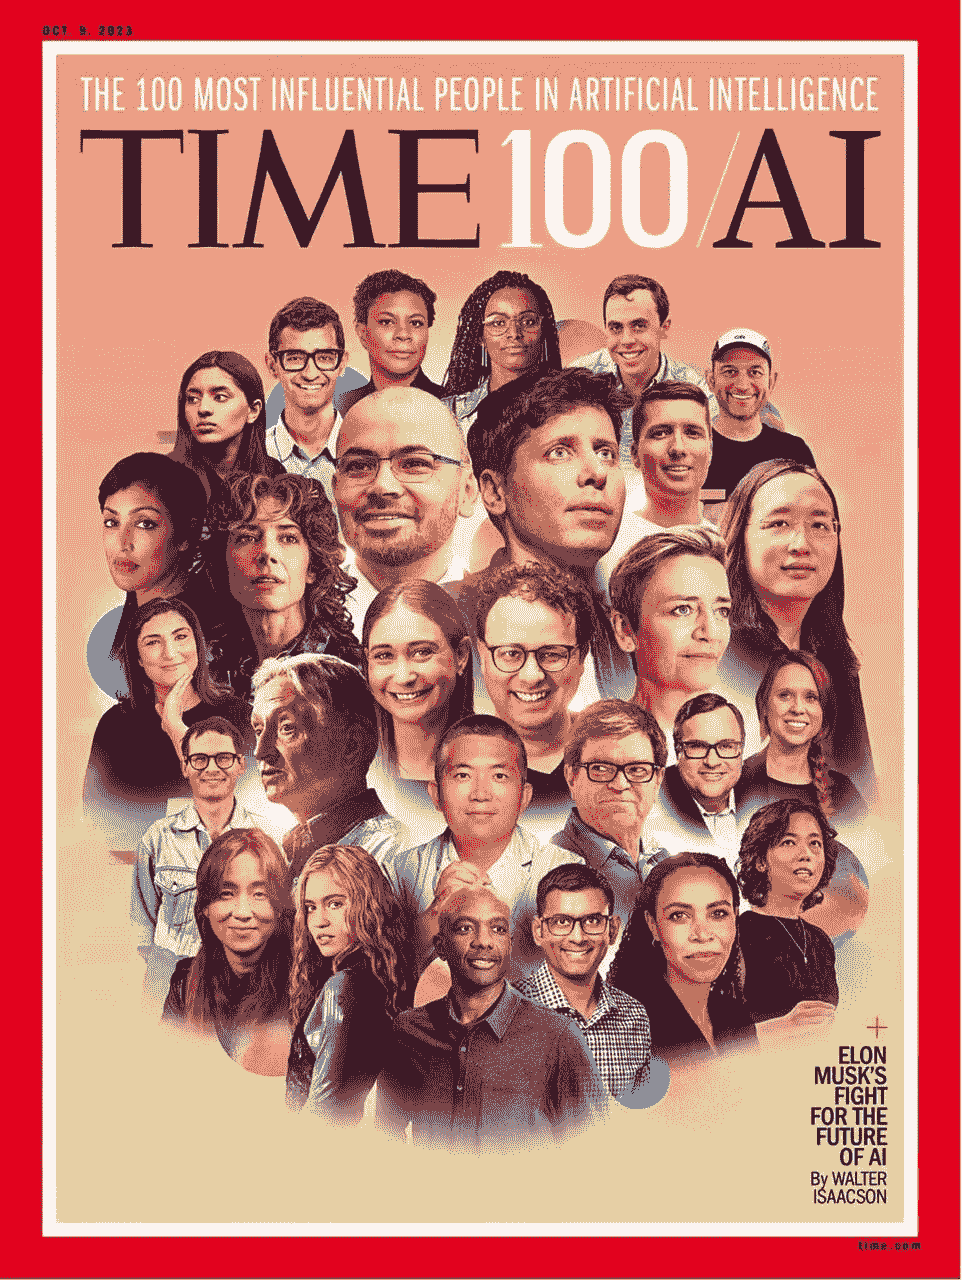 OCT. 9, 2023
THE 100 MOST INFLUENTIAL PEOPLE IN ARTIFICIAL INTELLIGENCE
TIME100/AI
+
ELON
MUSK'S
FIGHT
FOR THE
FUTURE
OF AI
By WALTER
ISAACSON
time.com